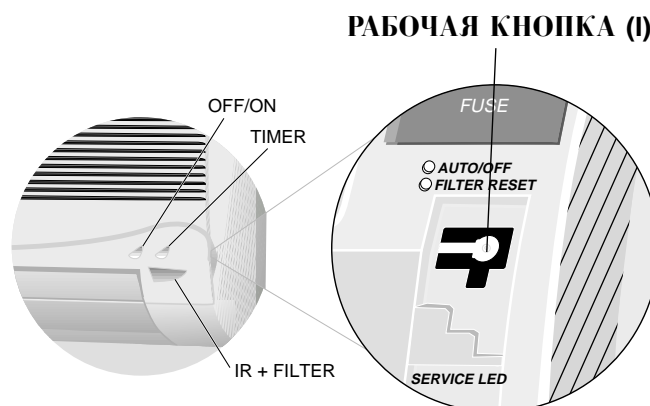 РАБОЧАЯ КНОПКА (I)
OFF/ON
TIMER
IR + FILTER
FUSE
AUTO/OFF
FILTER RESET
SERVICE LED